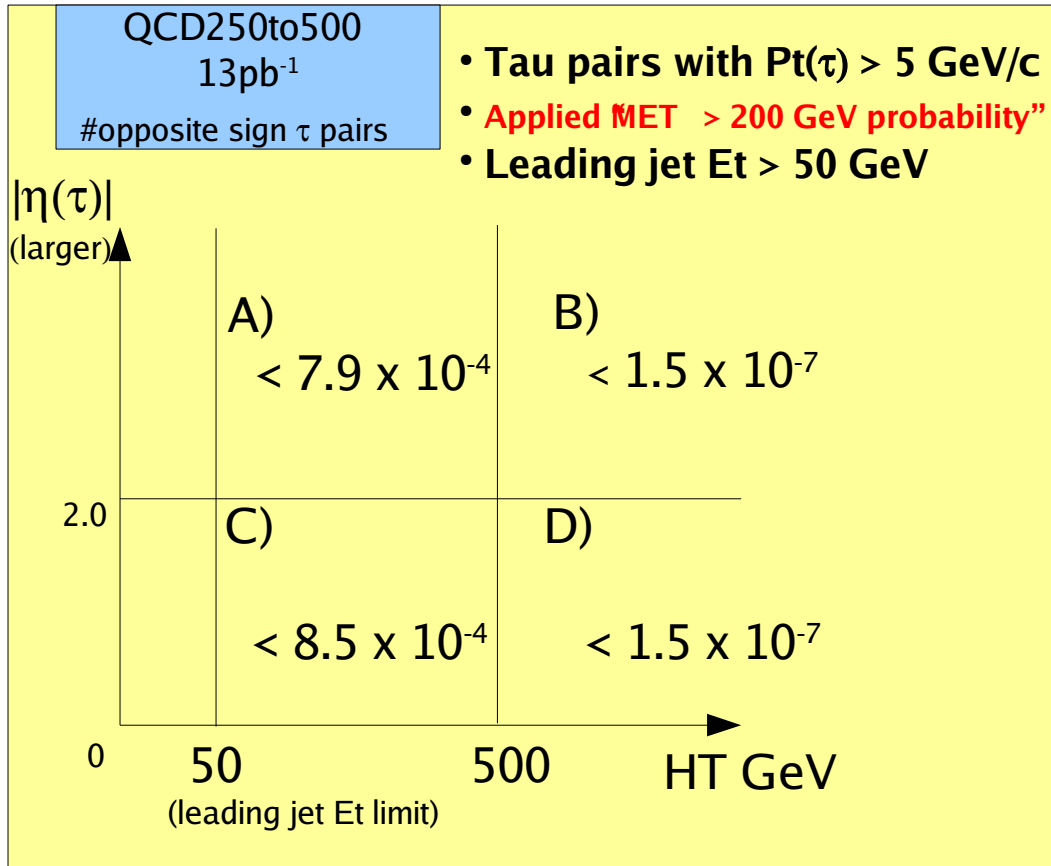 QCD250to500
13pb⁻¹
#opposite sign τ pairs
• Tau pairs with Pt(τ) > 5 GeV/c
• Applied “MET > 200 GeV probability”
• Leading jet Et > 50 GeV
|η(τ)|
(larger)
A)
< 7.9 x 10⁻⁴
B)
< 1.5 x 10⁻⁷
2.0
C)
< 8.5 x 10⁻⁴
D)
< 1.5 x 10⁻⁷
0
50
500
HT GeV
(leading jet Et limit)